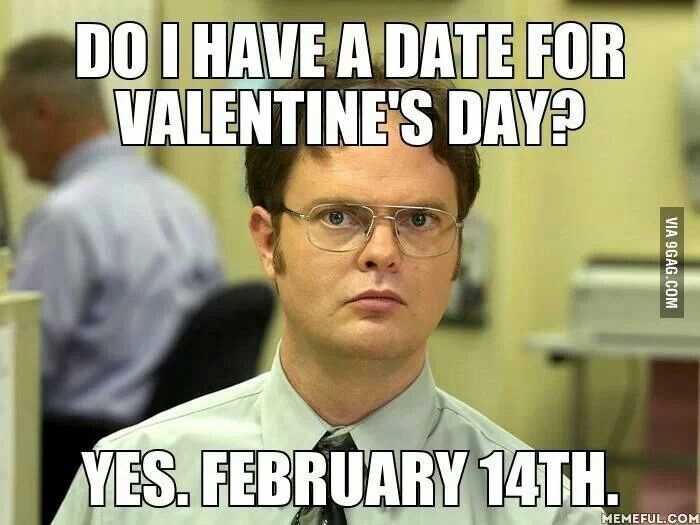 DO I HAVE A DATE FOR
VALENTINE'S DAY?
VIA 9GAG.COM
YES. FEBRUARY 14TH.
MEMEFUL.COM